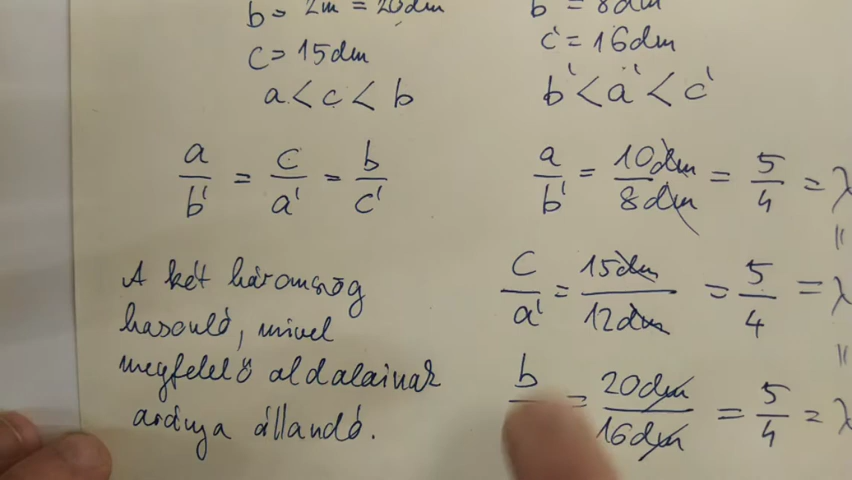 b = 2m = 20dm
c = 15dm
a < c < b
a/b' = c/a' = b/c'
A két háromszög
hasonló, mivel
megfelelő oldalainak
aránya állandó.
b' = 8dm
c' = 16dm
b' < a' < c'
a/b' = 10dm/8dm = 5/4 = λ
=
c/a' = 15dm/12dm = 5/4 = λ
=
b = 20dm/16dm = 5/4 = λ